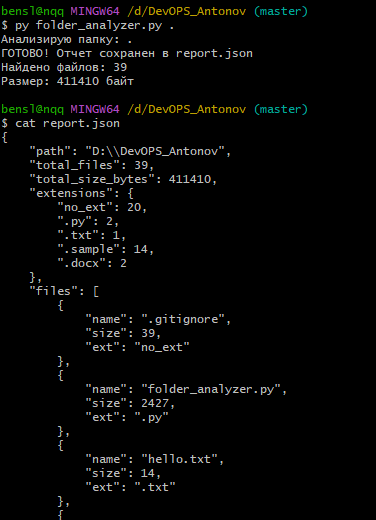 bensl@nqq MINGW64 /d/DevOPS_Antonov (master)
$ py folder_analyzer.py .
Анализирую папку: .
ГОТОВО! Отчет сохранен в report.json
Найдено файлов: 39
Размер: 411410 байт

bensl@nqq MINGW64 /d/DevOPS_Antonov (master)
$ cat report.json
{
    "path": "D:\\DevOPS_Antonov",
    "total_files": 39,
    "total_size_bytes": 411410,
    "extensions": {
        "no_ext": 20,
        ".py": 2,
        ".txt": 1,
        ".sample": 14,
        ".docx": 2
    },
    "files": [
        {
            "name": ".gitignore",
            "size": 39,
            "ext": "no_ext"
        },
        {
            "name": "folder_analyzer.py",
            "size": 2427,
            "ext": ".py"
        },
        {
            "name": "hello.txt",
            "size": 14,
            "ext": ".txt"
        },
        {